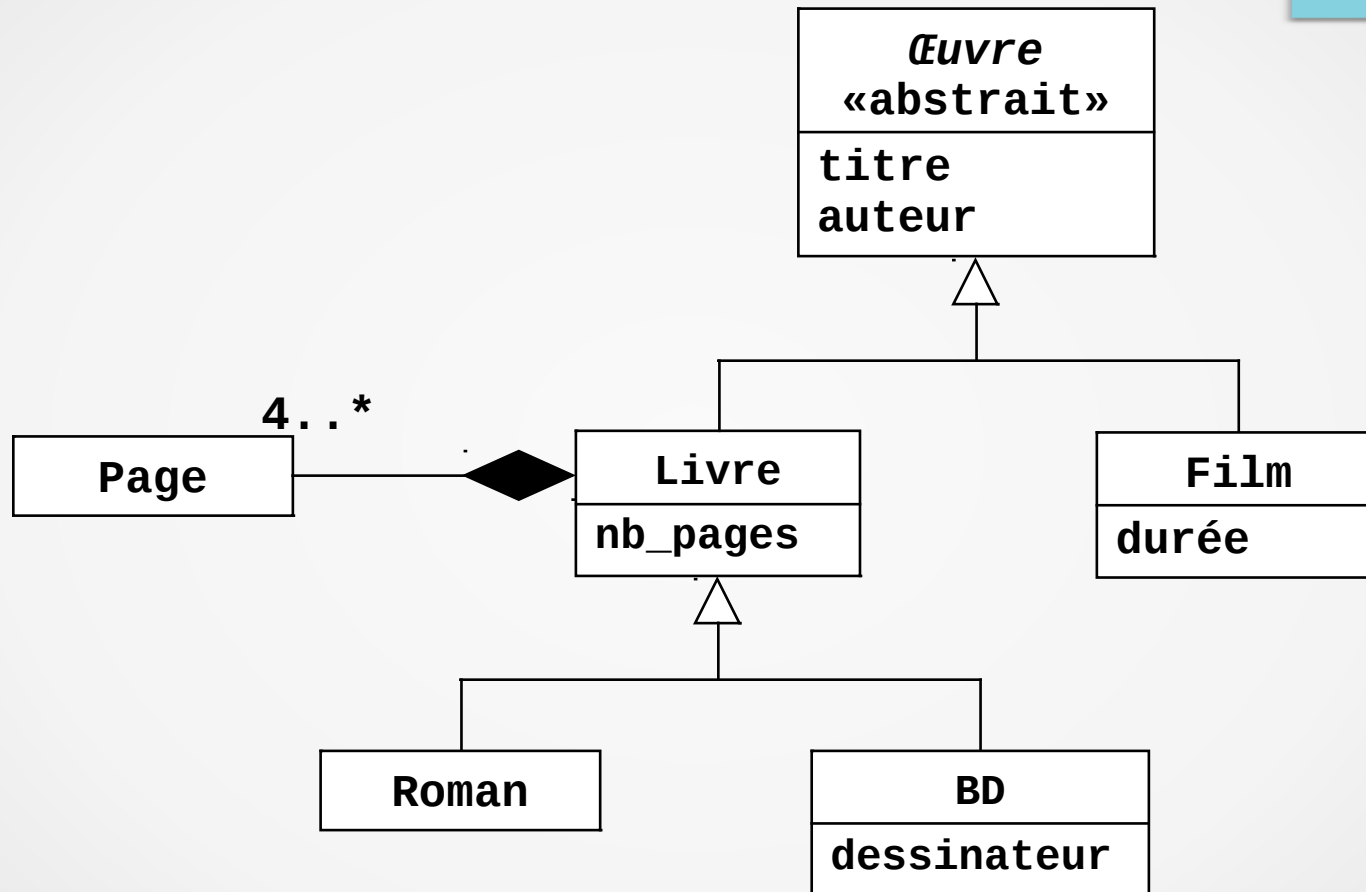 Œuvre
«abstrait»
titre
auteur
4..*
Page
Livre
nb_pages
Film
durée
Roman
BD
dessinateur